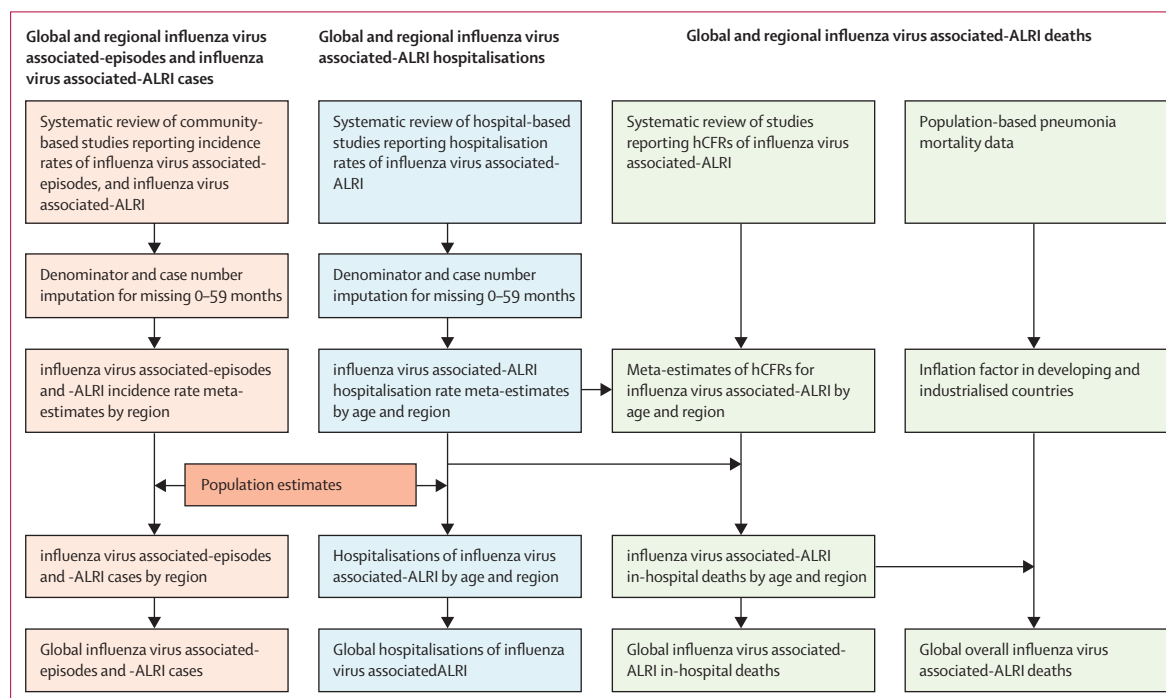 Global and regional influenza virus
associated-episodes and influenza
virus associated-ALRI cases
Global and regional influenza virus
associated-ALRI hospitalisations
Global and regional influenza virus associated-ALRI deaths
Systematic review of community-
based studies reporting incidence
rates of influenza virus associated-
episodes, and influenza virus
associated-ALRI
Systematic review of hospital-based
studies reporting hospitalisation
rates of influenza virus associated-
ALRI
Systematic review of studies
reporting hCFRs of influenza virus
associated-ALRI
Population-based pneumonia
mortality data
Denominator and case number
imputation for missing 0–59 months
Denominator and case number
imputation for missing 0–59 months
influenza virus associated-episodes
and -ALRI incidence rate meta-
estimates by region
influenza virus associated-ALRI
hospitalisation rate meta-estimates
by age and region
Meta-estimates of hCFRs for
influenza virus associated-ALRI by
age and region
Inflation factor in developing and
industrialised countries
Population estimates
influenza virus associated-episodes
and -ALRI cases by region
Hospitalisations of influenza virus
associated-ALRI by age and region
influenza virus associated-ALRI
in-hospital deaths by age and region
Global influenza virus associated-
episodes and -ALRI cases
Global hospitalisations of influenza
virus associatedALRI
Global influenza virus associated-
ALRI in-hospital deaths
Global overall influenza virus
associated-ALRI deaths